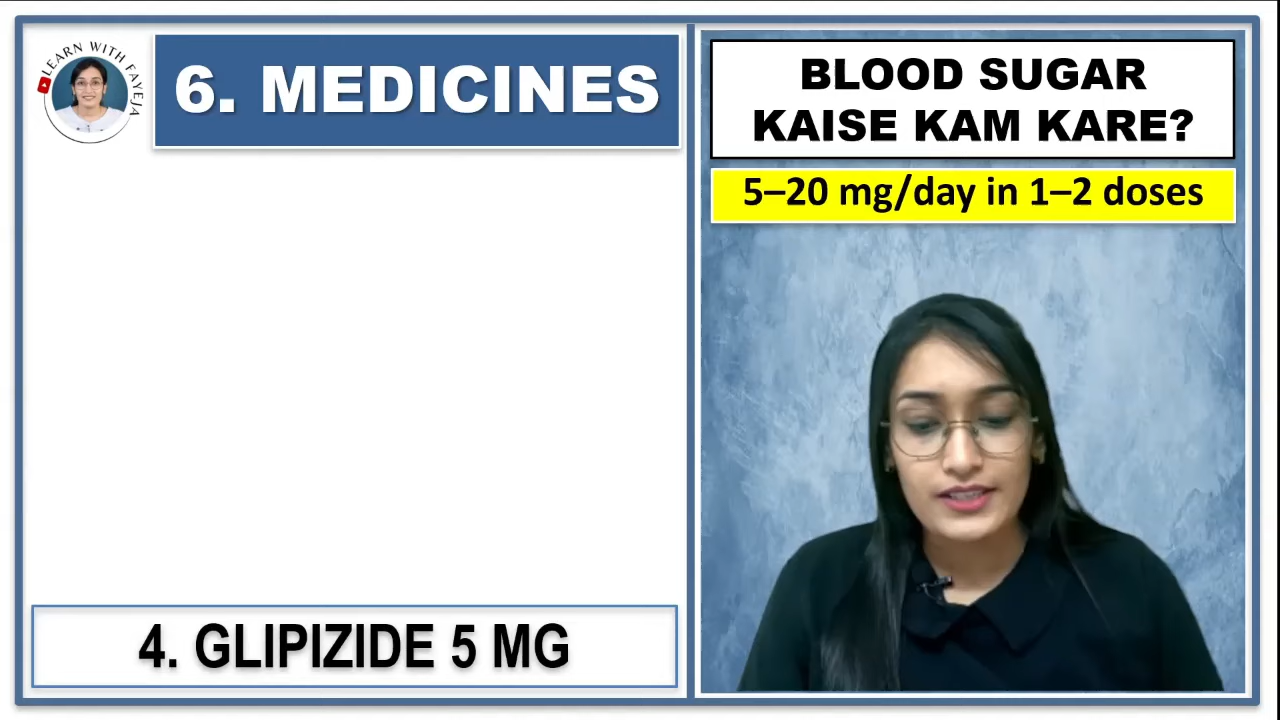 LEARN WITH FAYEJA
6. MEDICINES
4. GLIPIZIDE 5 MG
BLOOD SUGAR
KAISE KAM KARE?
5–20 mg/day in 1–2 doses